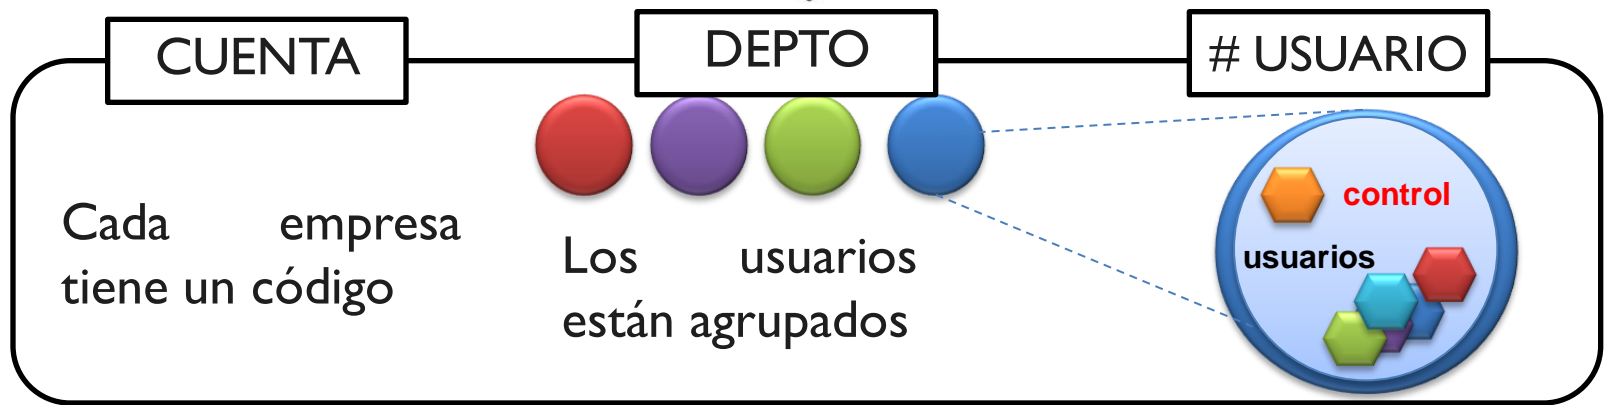 CUENTA
DEPTO
# USUARIO
Cada empresa
tiene un código
Los usuarios
están agrupados
control
usuarios